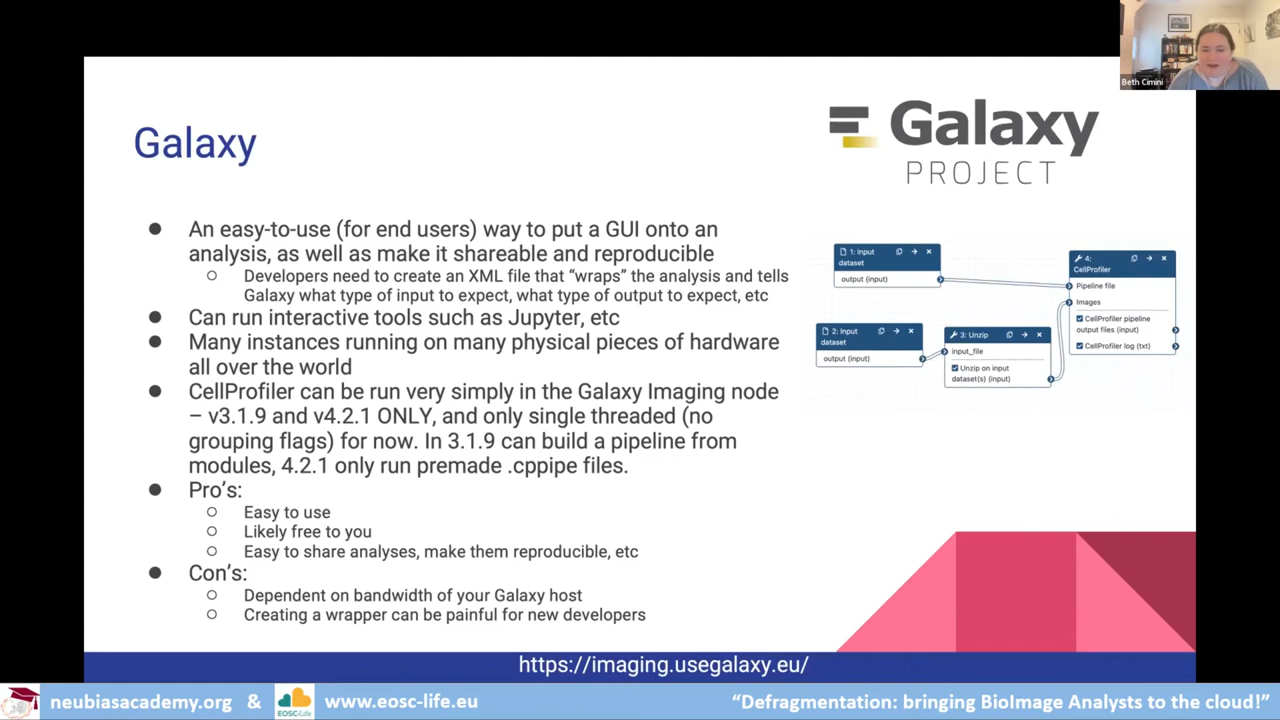 Beth Cimini
Galaxy
PROJECT
Galaxy
An easy-to-use (for end users) way to put a GUI onto an
analysis, as well as make it shareable and reproducible
Developers need to create an XML file that “wraps” the analysis and tells
Galaxy what type of input to expect, what type of output to expect, etc
Can run interactive tools such as Jupyter, etc
Many instances running on many physical pieces of hardware
all over the world
CellProfiler can be run very simply in the Galaxy Imaging node
– v3.1.9 and v4.2.1 ONLY, and only single threaded (no
grouping flags) for now. In 3.1.9 can build a pipeline from
modules, 4.2.1 only run premade .cppipe files.
Pro’s:
Easy to use
Likely free to you
Easy to share analyses, make them reproducible, etc
Con’s:
Dependent on bandwidth of your Galaxy host
Creating a wrapper can be painful for new developers
1: Input
dataset
output (input)
2: Input
dataset
output (input)
3: Unzip
input_file
Unzip on input
dataset(s) (input)
4:
CellProfiler
Pipeline file
Images
CellProfiler pipeline
output files (input)
CellProfiler log (txt)
https://imaging.usegalaxy.eu/
neubiasacademy.org & EOSC-Life www.eosc-life.eu “Defragmentation: bringing BioImage Analysts to the cloud!”